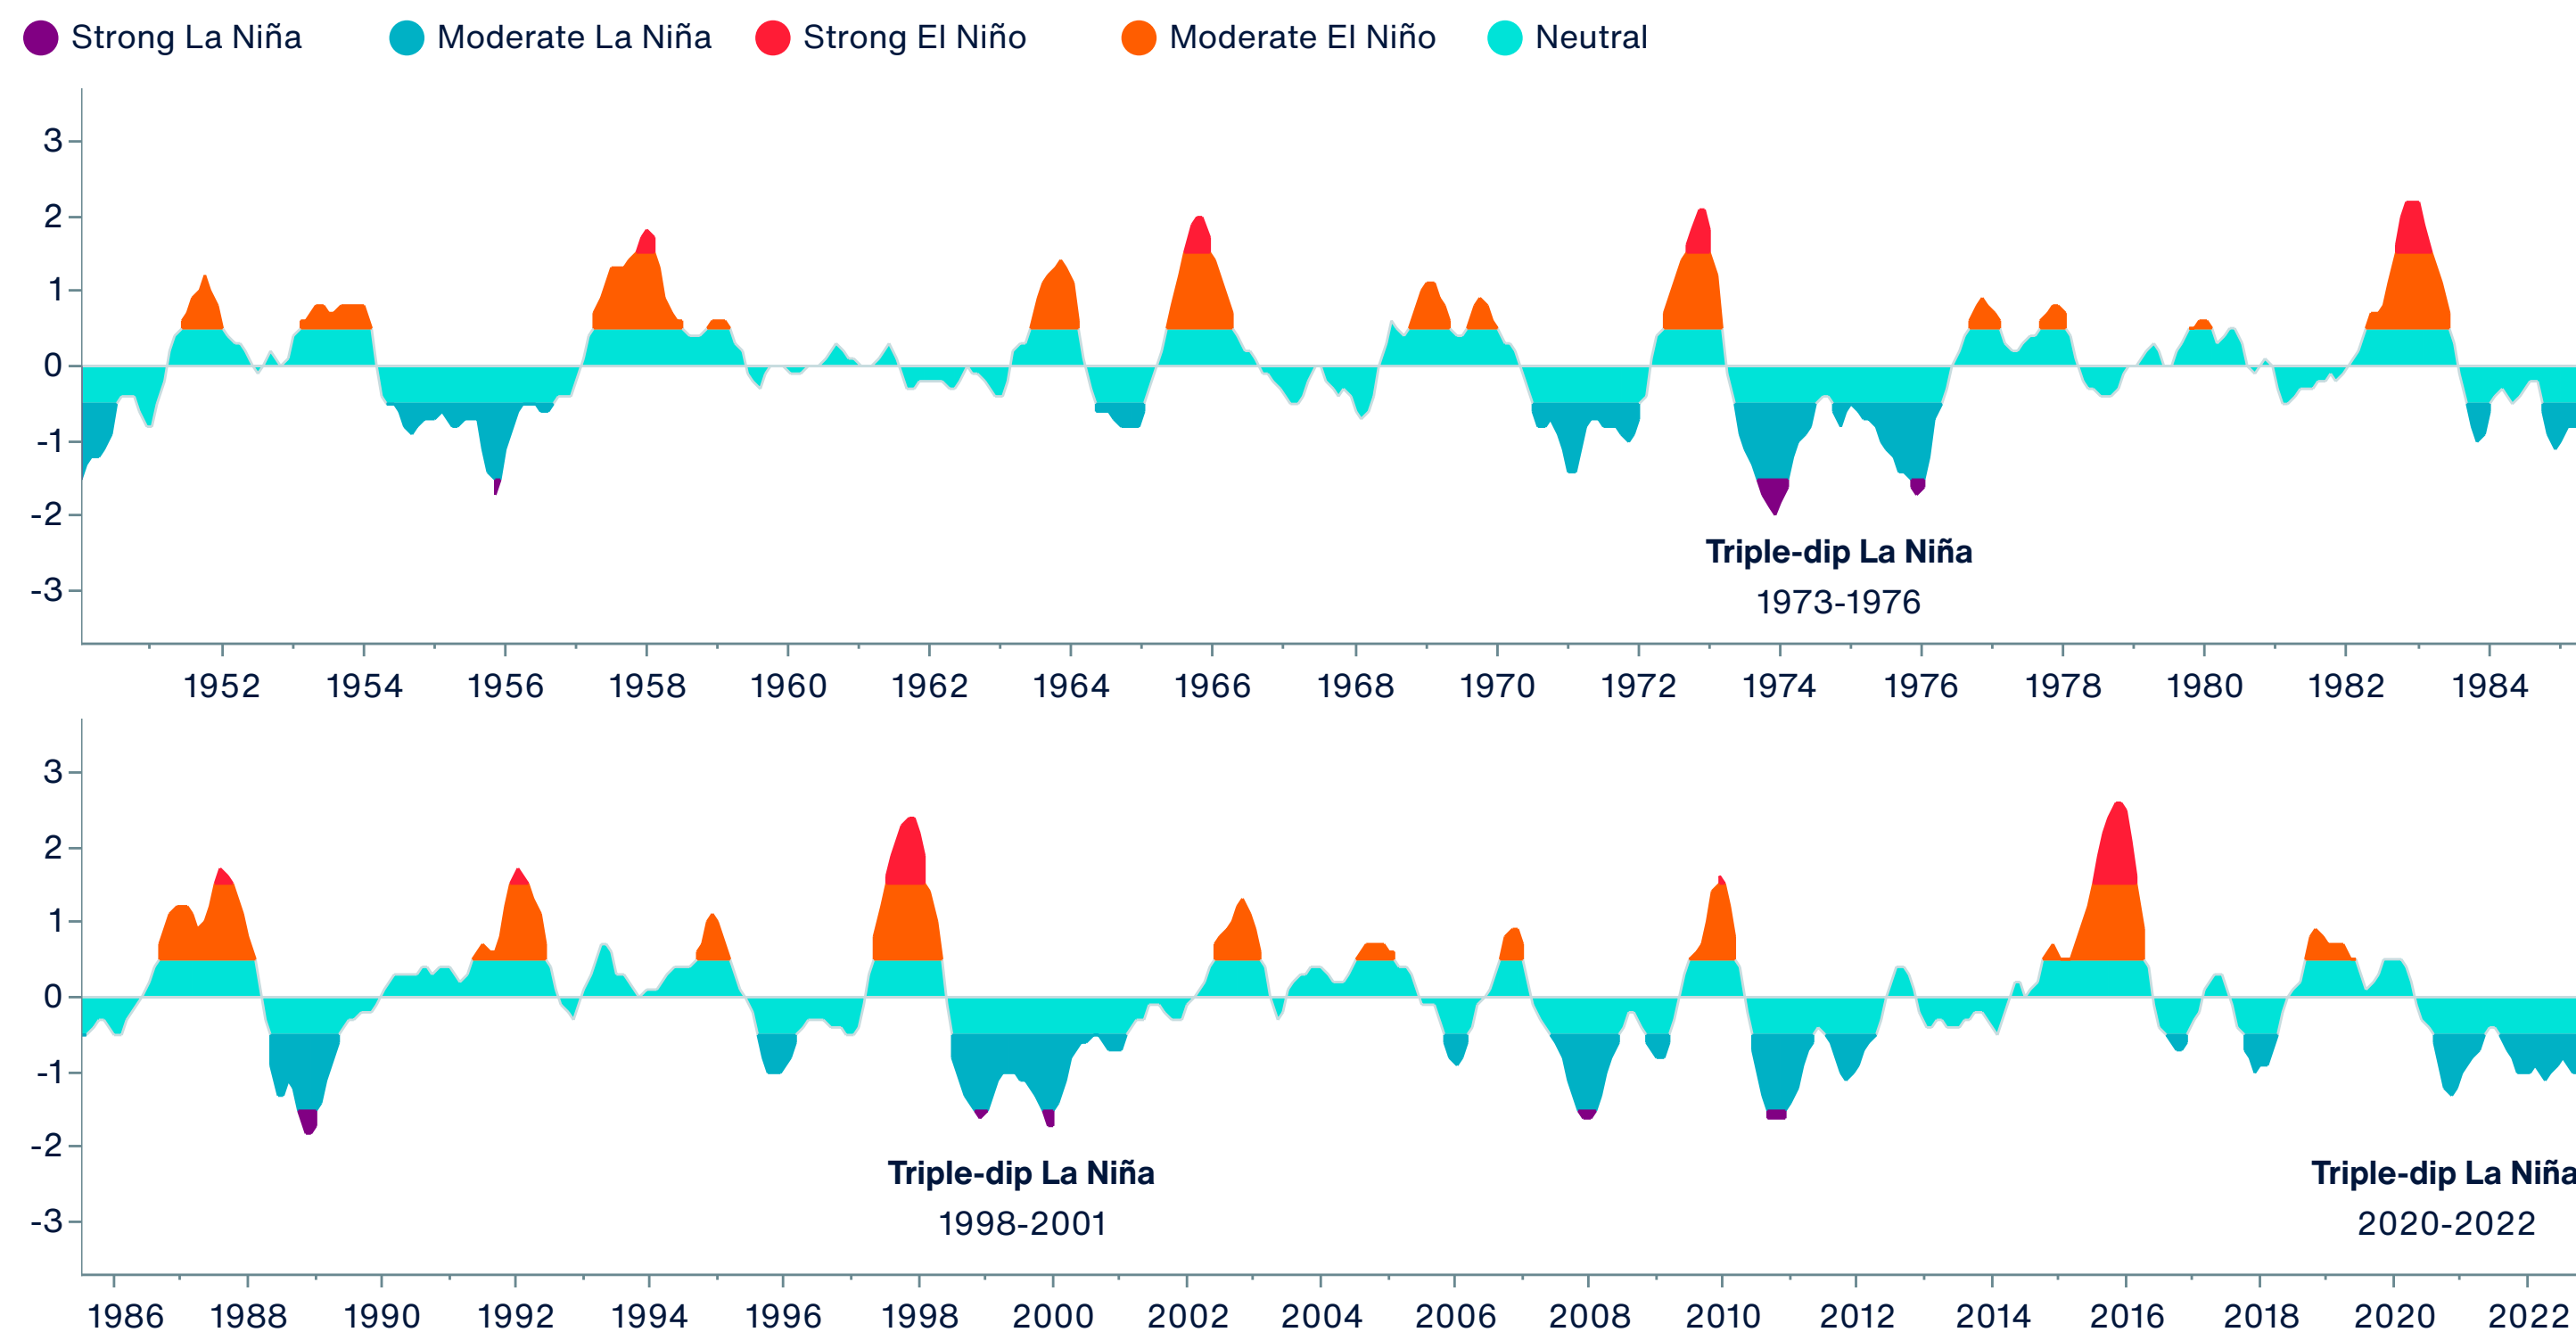 Strong La Niña
Moderate La Niña
Strong El Niño
Moderate El Niño
Neutral
3
2
1
0
-1
-2
-3
Triple-dip La Niña
1973-1976
1952 1954 1956 1958 1960 1962 1964 1966 1968 1970 1972 1974 1976 1978 1980 1982 1984
3
2
1
0
-1
-2
-3
Triple-dip La Niña
1998-2001
Triple-dip La Niña
2020-2022
1986 1988 1990 1992 1994 1996 1998 2000 2002 2004 2006 2008 2010 2012 2014 2016 2018 2020 2022